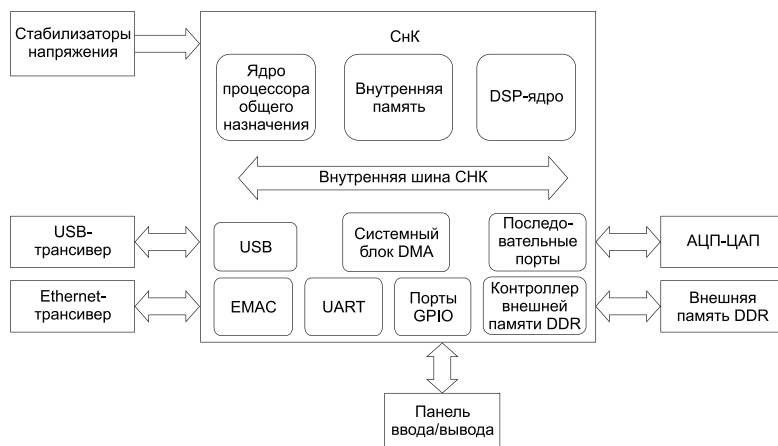 Стабилизаторы
напряжения
СнК
Ядро
процессора
общего
назначения
Внутренняя
память
DSP-ядро
Внутренняя шина СНК
USB-
трансивер
USB
Системный
блок DMA
Последо-
вательные
порты
АЦП-ЦАП
Ethernet-
трансивер
EMAC
UART
Порты
GPIO
Контроллер
внешней
памяти DDR
Внешняя
память DDR
Панель
ввода/вывода